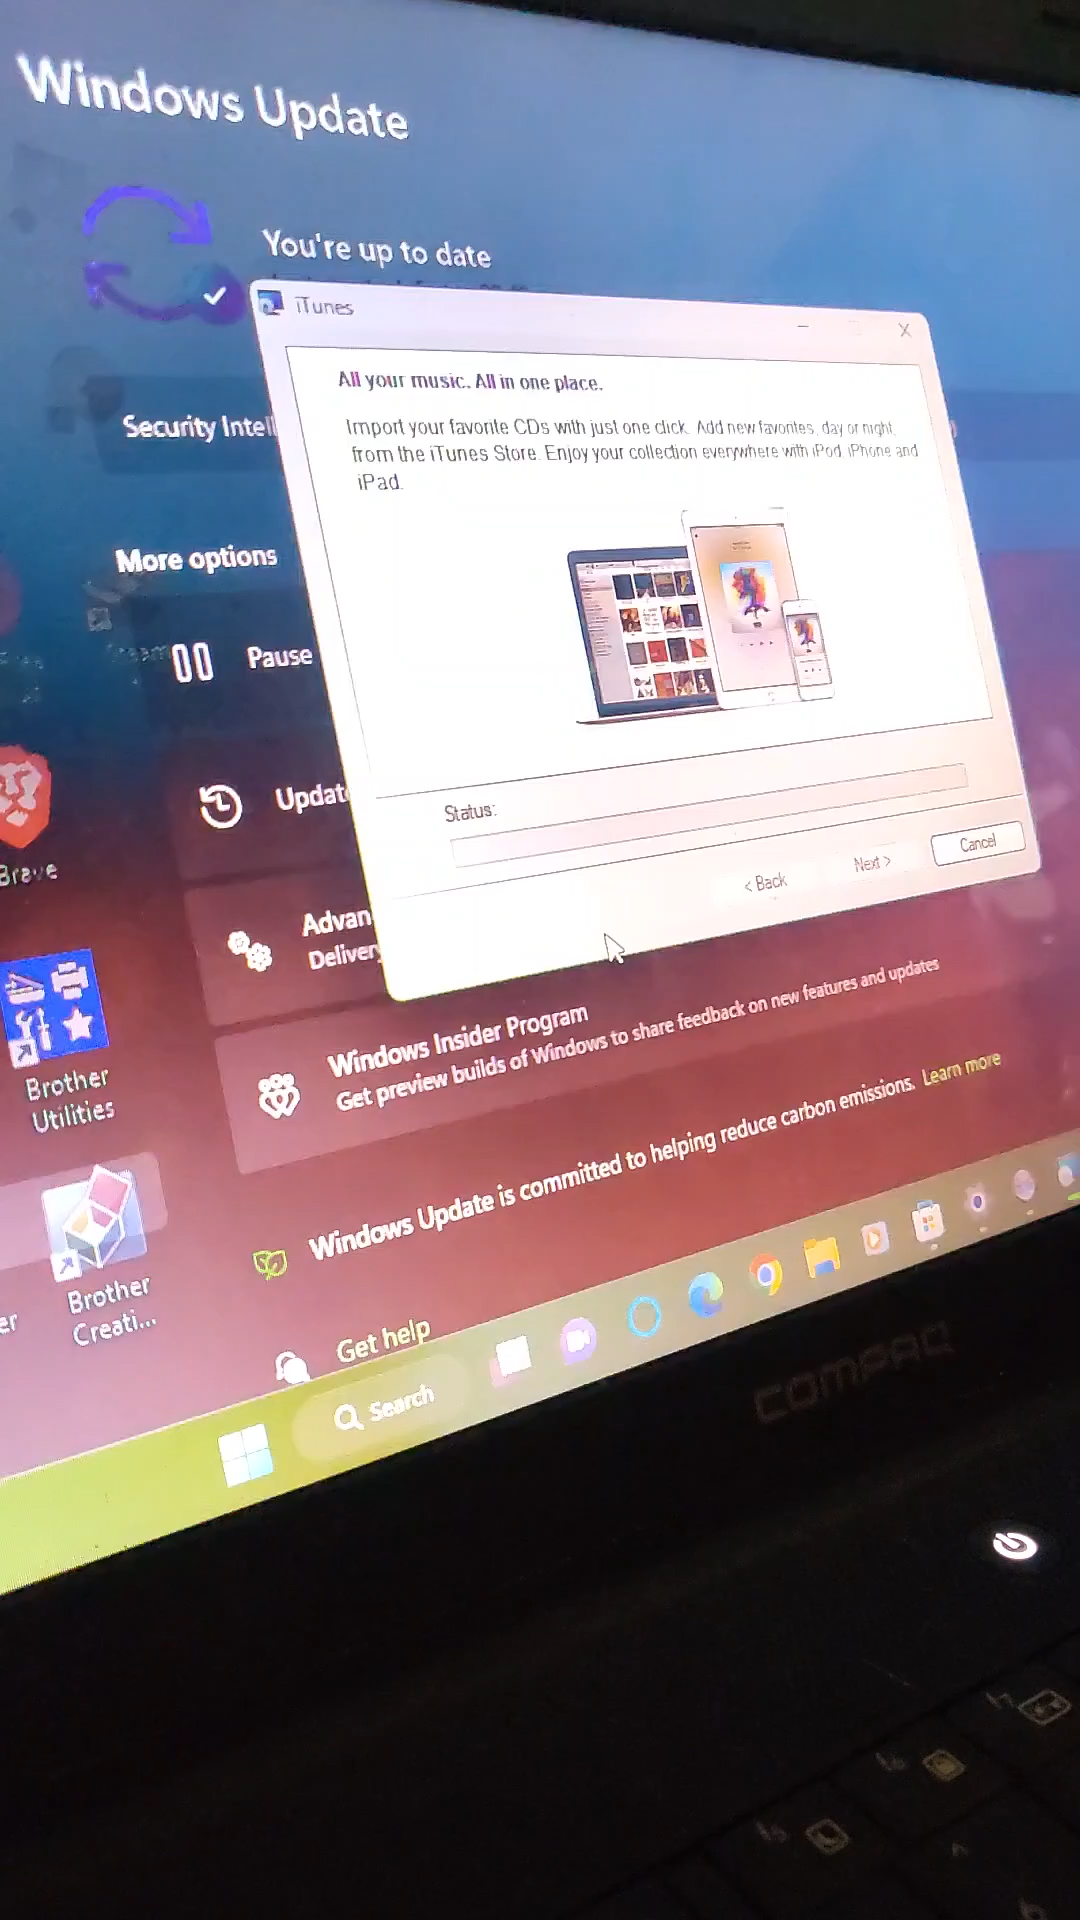 Windows Update
You're up to date
iTunes
All your music. All in one place.
Import your favorite CDs with just one click. Add new favorites, day or night,
from the iTunes Store. Enjoy your collection everywhere with iPod, iPhone and
iPad.
Security Intell
More options
Pause
Updat
Status:
< Back
Next >
Cancel
Brave
Advan
Delivery
Windows Insider Program
Get preview builds of Windows to share feedback on new features and updates
Brother
Utilities
Windows Update is committed to helping reduce carbon emissions. Learn more
Brother
Creati...
er
Get help
Search
COMPAQ